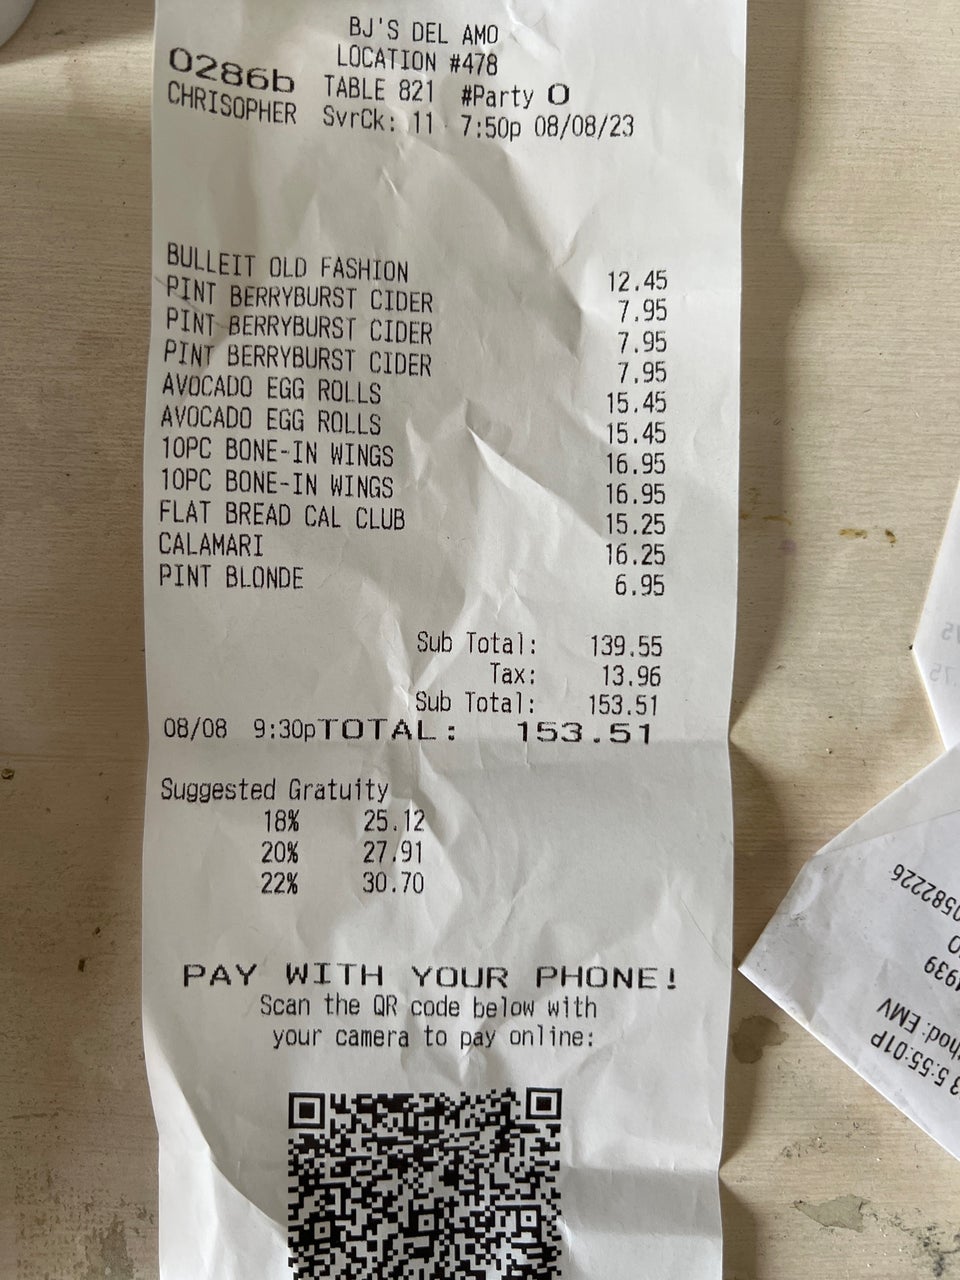 BJ'S DEL AMO
LOCATION #478
0286b TABLE 821 #Party 0
CHRISOPHER SvrCk: 11 7:50p 08/08/23
BULLEIT OLD FASHION 12.45
PINT BERRYBURST CIDER 7.95
PINT BERRYBURST CIDER 7.95
PINT BERRYBURST CIDER 7.95
AVOCADO EGG ROLLS 15.45
AVOCADO EGG ROLLS 15.45
10PC BONE-IN WINGS 16.95
10PC BONE-IN WINGS 16.95
FLAT BREAD CAL CLUB 15.25
CALAMARI 16.25
PINT BLONDE 6.95
Sub Total: 139.55
Tax: 13.96
Sub Total: 153.51
08/08 9:30pTOTAL: 153.51
Suggested Gratuity
18% 25.12
20% 27.91
22% 30.70
PAY WITH YOUR PHONE!
Scan the QR code below with
your camera to pay online:
EMV
5:55:01P